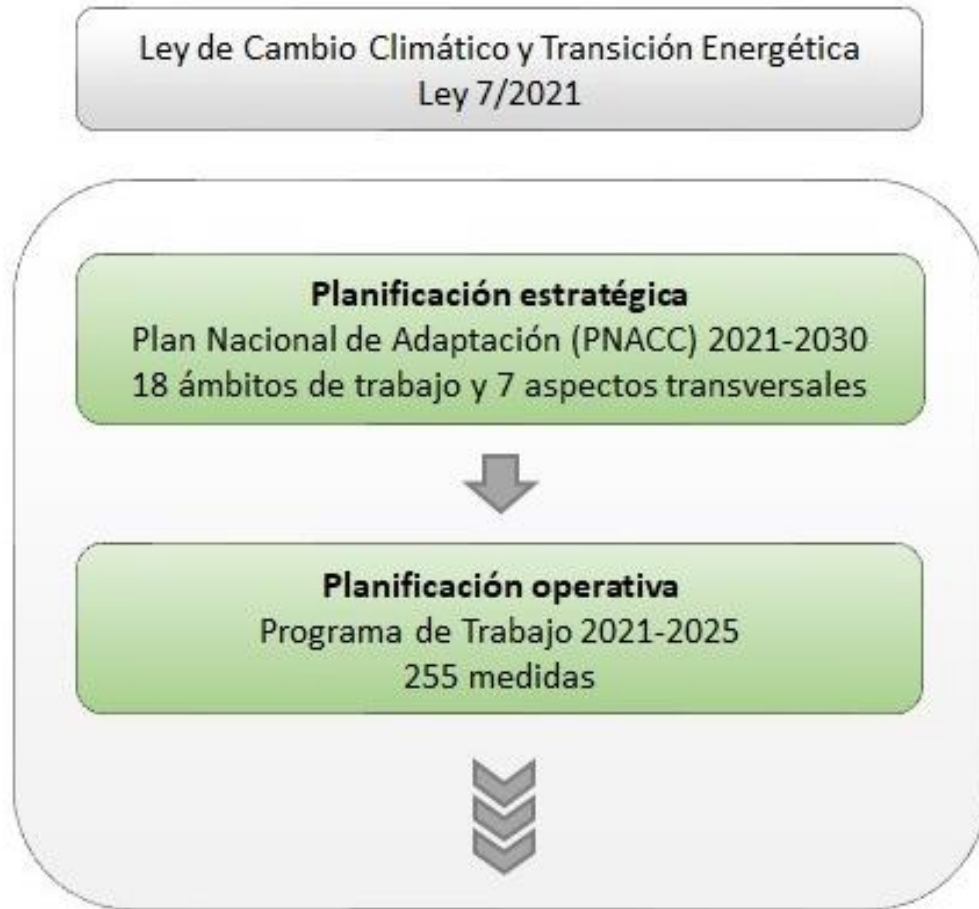 Ley de Cambio Climático y Transición Energética
Ley 7/2021
Planificación estratégica
Plan Nacional de Adaptación (PNACC) 2021-2030
18 ámbitos de trabajo y 7 aspectos transversales
Planificación operativa
Programa de Trabajo 2021-2025
255 medidas